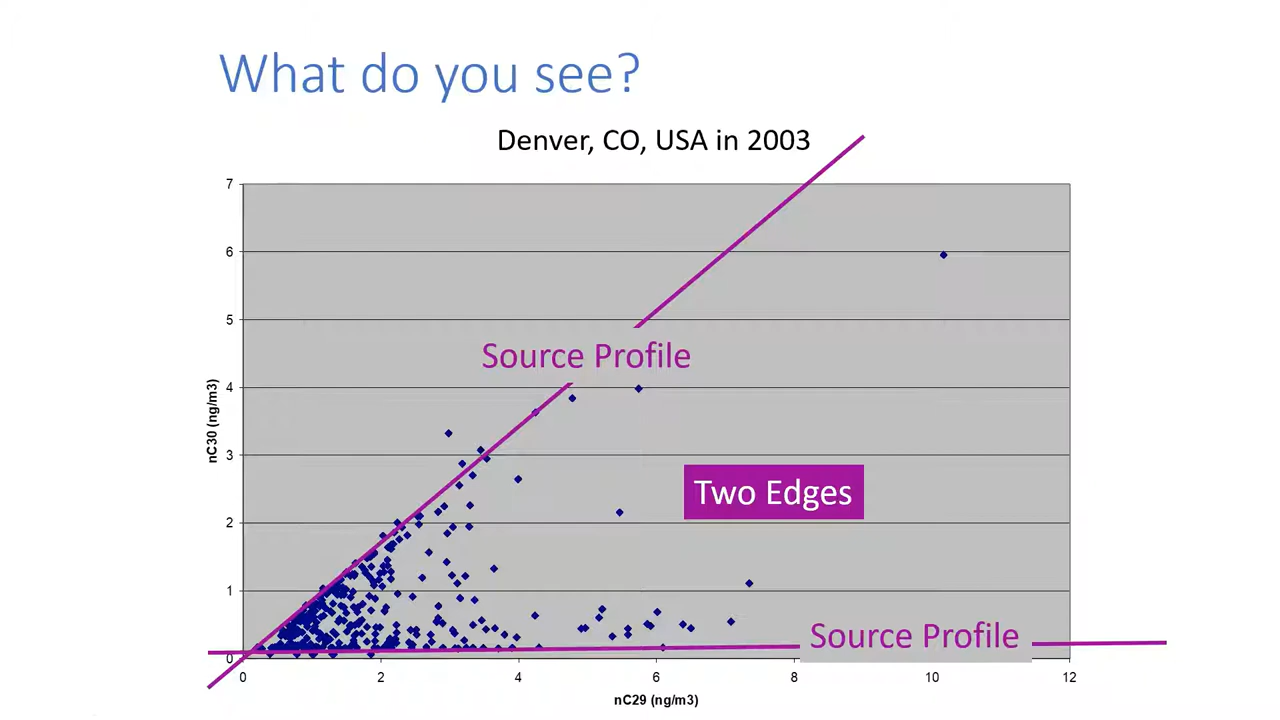 What do you see?
Denver, CO, USA in 2003
7
6
5
Source Profile
4
nC30 (ng/m3)
3
Two Edges
2
1
Source Profile
0
0 2 4 6 8 10 12
nC29 (ng/m3)